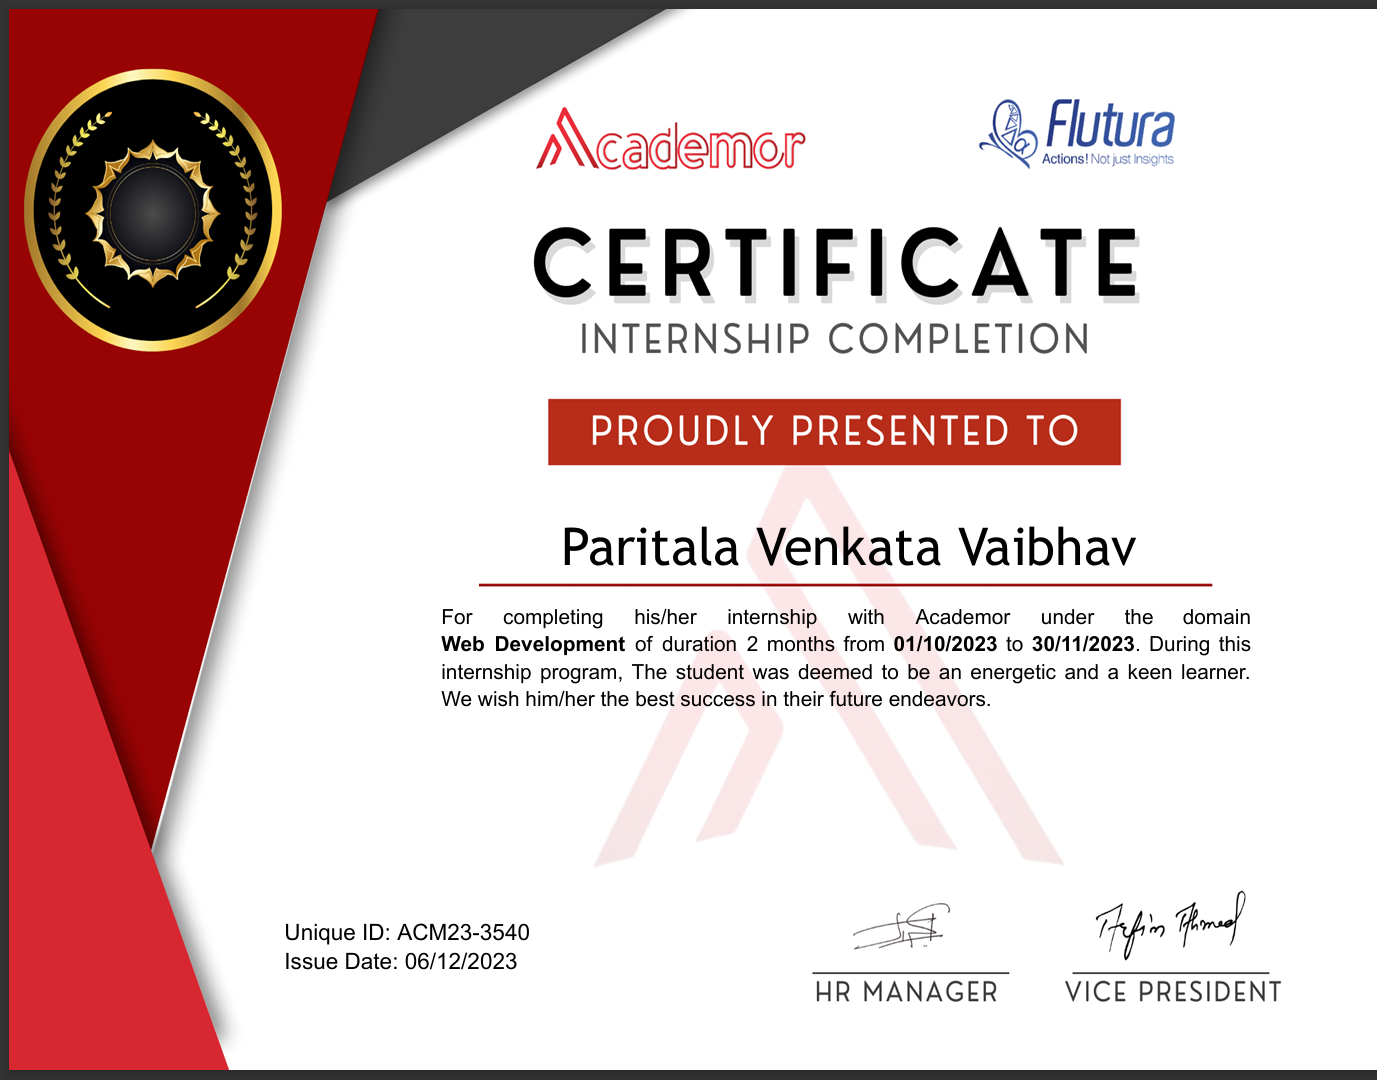 Academor
Flutura
Actions! Not just Insights
CERTIFICATE
INTERNSHIP COMPLETION
PROUDLY PRESENTED TO
Paritala Venkata Vaibhav
For completing his/her internship with Academor under the domain
Web Development of duration 2 months from 01/10/2023 to 30/11/2023. During this
internship program, The student was deemed to be an energetic and a keen learner.
We wish him/her the best success in their future endeavors.
Unique ID: ACM23-3540
Issue Date: 06/12/2023
HR MANAGER
VICE PRESIDENT